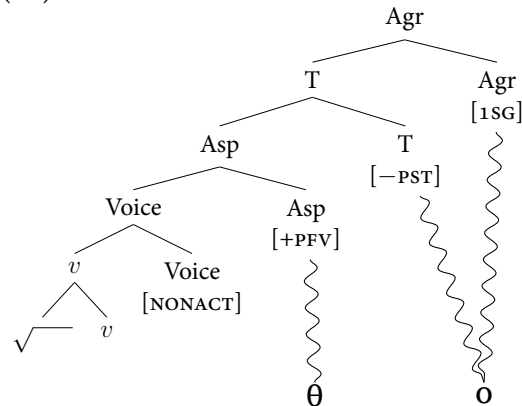 Agr
T Agr
[1SG]
Asp T
[−PST]
Voice Asp
[+PFV]
v Voice
[NONACT]
√ v
θ o